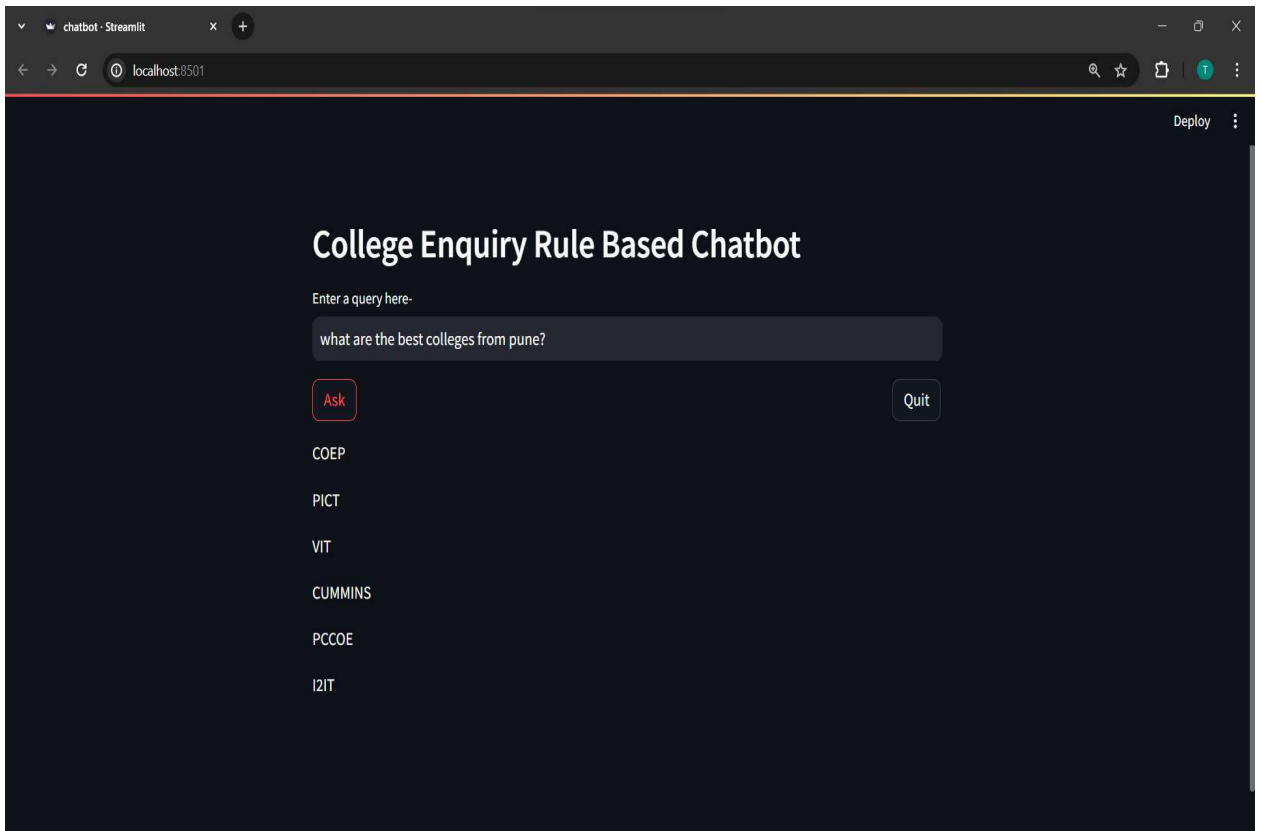 chatbot · Streamlit
localhost:8501
T
Deploy
College Enquiry Rule Based Chatbot
Enter a query here-
what are the best colleges from pune?
Ask Quit
COEP
PICT
VIT
CUMMINS
PCCOE
I2IT